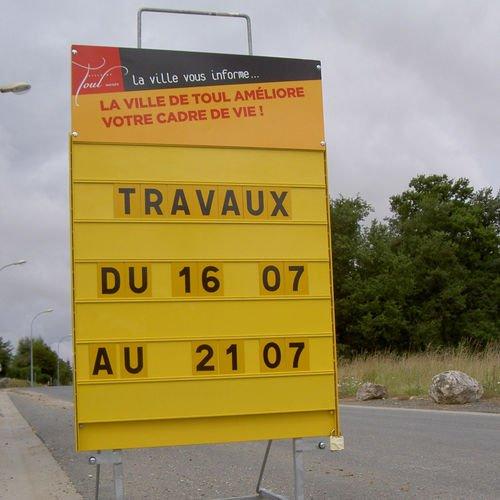 Toul
la ville vous informe...
LA VILLE DE TOUL AMÉLIORE
VOTRE CADRE DE VIE !
TRAVAUX
DU 16 07
AU 21 07